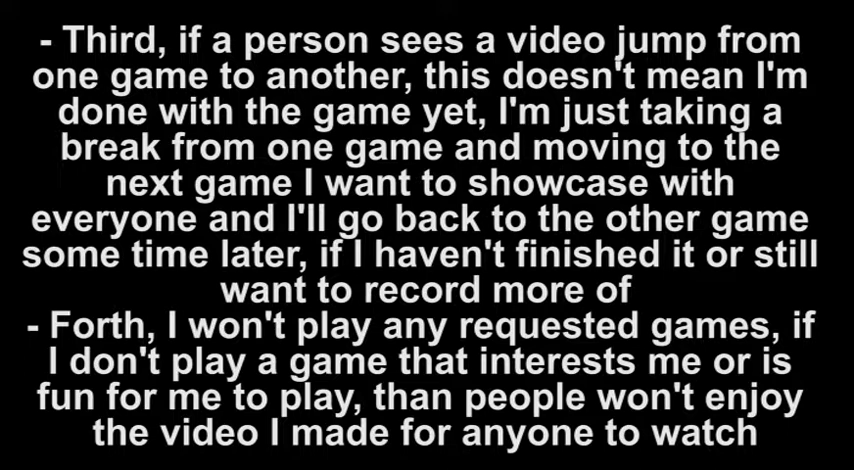 - Third, if a person sees a video jump from
one game to another, this doesn't mean I'm
done with the game yet, I'm just taking a
break from one game and moving to the
next game I want to showcase with
everyone and I'll go back to the other game
some time later, if I haven't finished it or still
want to record more of
- Forth, I won't play any requested games, if
I don't play a game that interests me or is
fun for me to play, than people won't enjoy
the video I made for anyone to watch